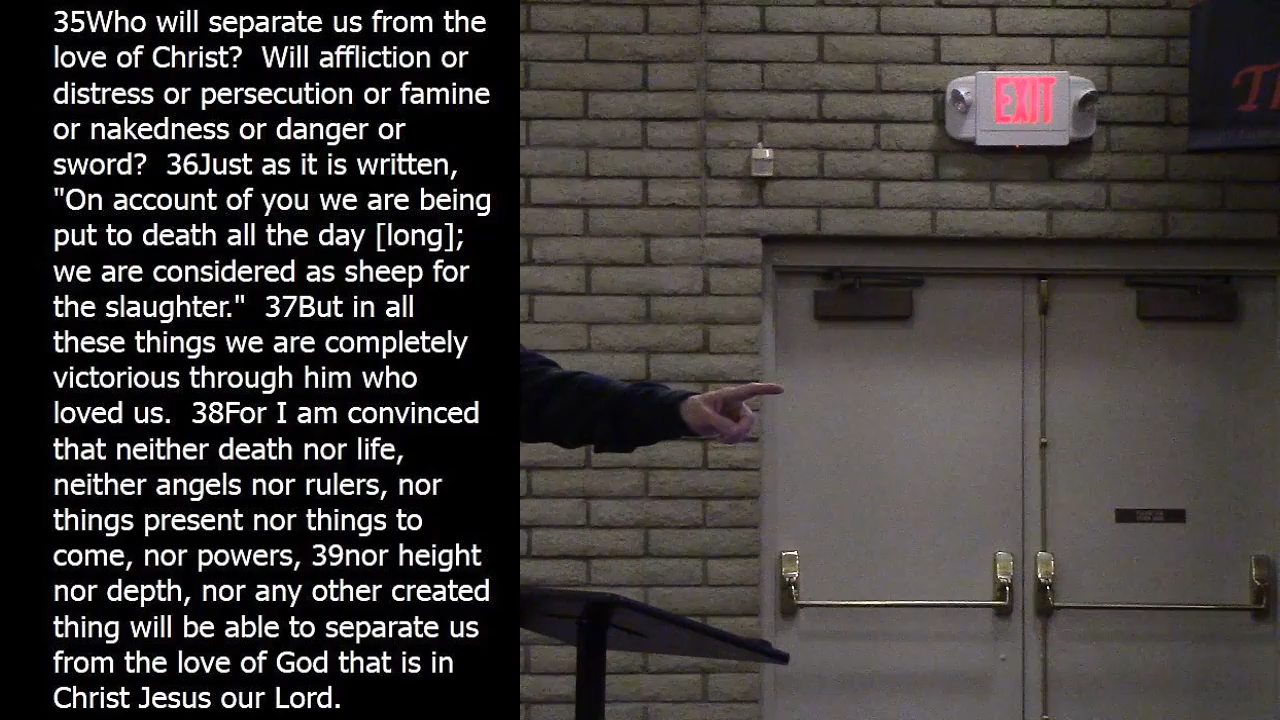 35Who will separate us from the
love of Christ?  Will affliction or
distress or persecution or famine
or nakedness or danger or
sword?  36Just as it is written,
"On account of you we are being
put to death all the day [long];
we are considered as sheep for
the slaughter."  37But in all
these things we are completely
victorious through him who
loved us.  38For I am convinced
that neither death nor life,
neither angels nor rulers, nor
things present nor things to
come, nor powers, 39nor height
nor depth, nor any other created
thing will be able to separate us
from the love of God that is in
Christ Jesus our Lord.
EXIT